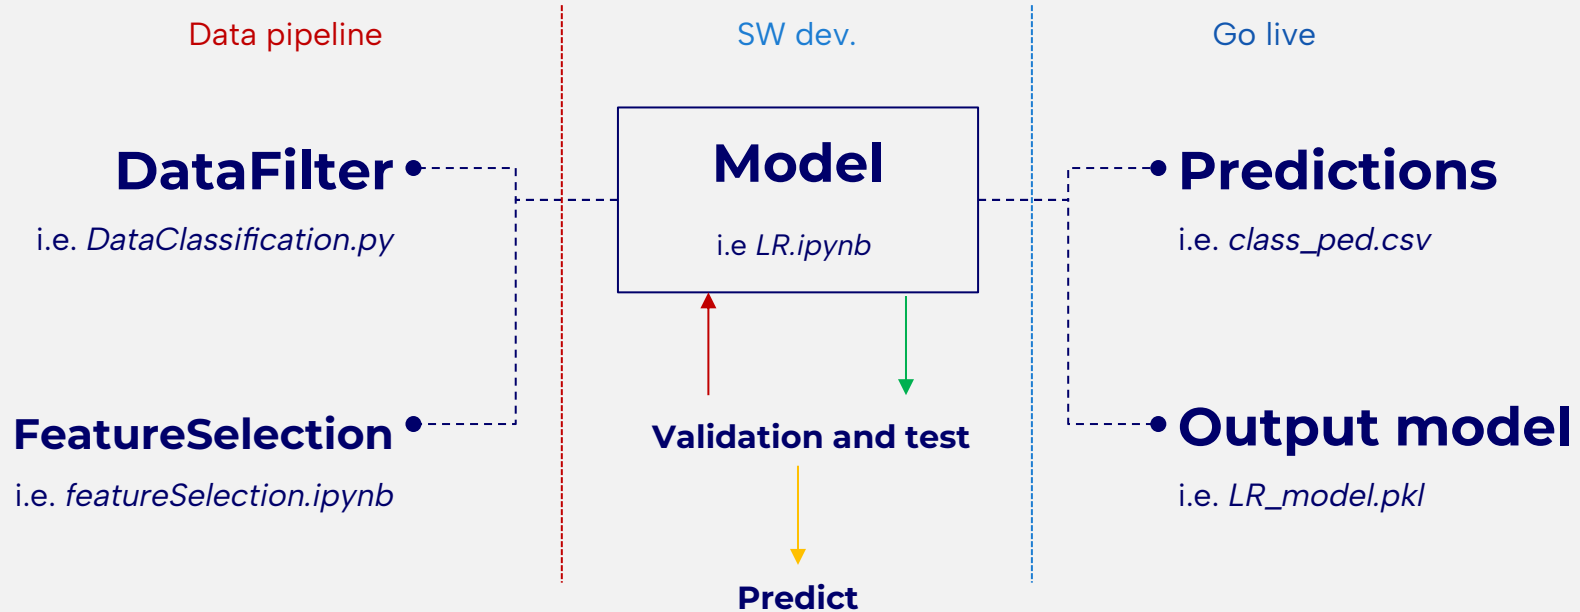 Data pipeline
SW dev.
Go live
DataFilter
i.e. DataClassification.py
FeatureSelection
i.e. featureSelection.ipynb
Model
i.e LR.ipynb
Validation and test
Predict
Predictions
i.e. class_ped.csv
Output model
i.e. LR_model.pkl